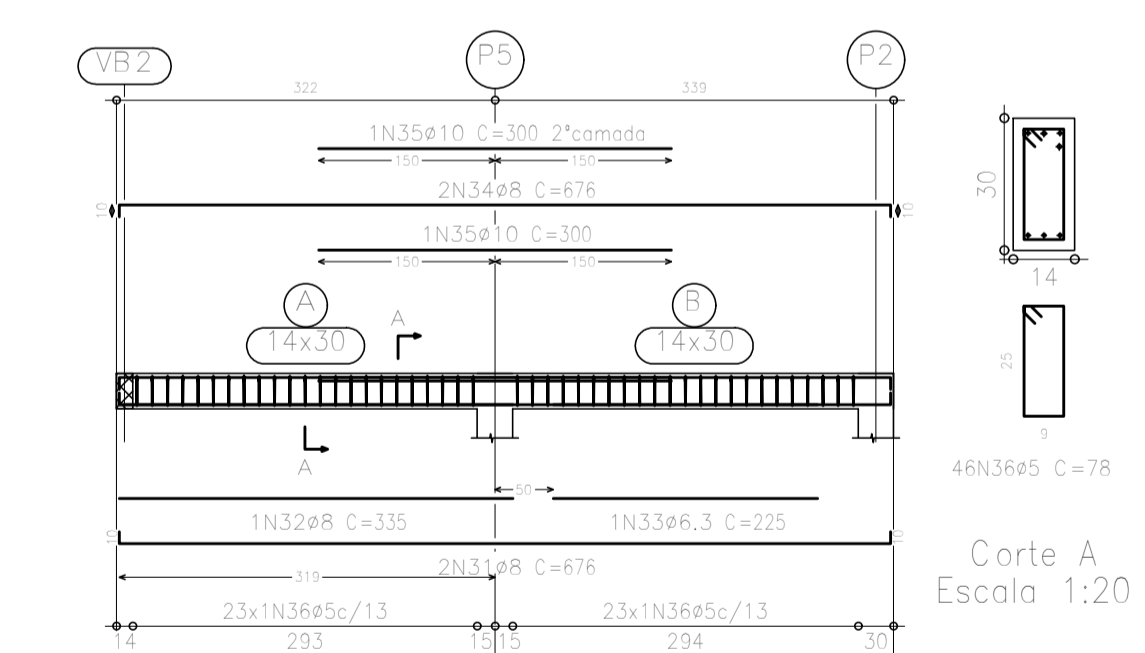 VB2
P5
P2
322
339
1N35ø10 C=300 2ªcamada
150
150
2N34ø8 C=676
10
10
1N35ø10 C=300
150
150
A
B
14x30
14x30
A
A
50
1N32ø8 C=335
1N33ø6.3 C=225
10
10
2N31ø8 C=676
319
23x1N36ø5c/13
23x1N36ø5c/13
14
293
15
15
294
30
30
14
25
9
46N36ø5 C=78
Corte A
Escala 1:20